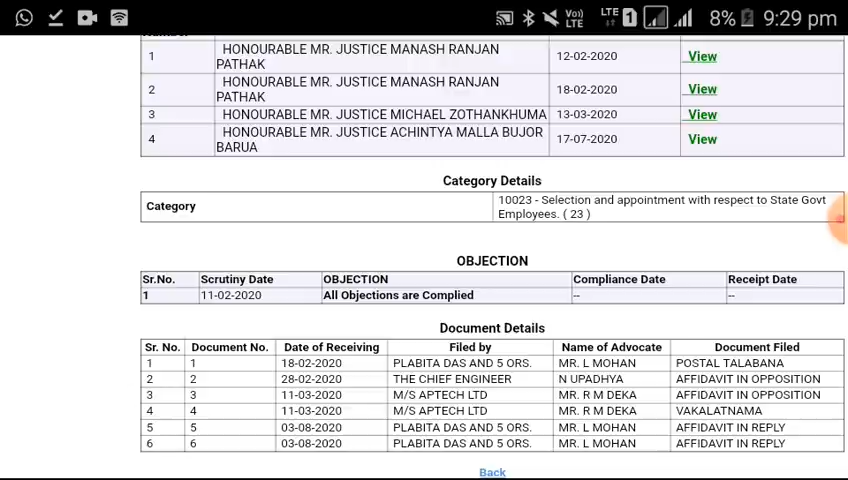 Vo))
LTE
LTE
1
8%
9:29 pm
1 HONOURABLE MR. JUSTICE MANASH RANJAN PATHAK 12-02-2020 View
2 HONOURABLE MR. JUSTICE MANASH RANJAN PATHAK 18-02-2020 View
3 HONOURABLE MR. JUSTICE MICHAEL ZOTHANKHUMA 13-03-2020 View
4 HONOURABLE MR. JUSTICE ACHINTYA MALLA BUJOR BARUA 17-07-2020 View
Category Details
Category 10023 - Selection and appointment with respect to State Govt Employees. ( 23 )
OBJECTION
Sr.No. Scrutiny Date OBJECTION Compliance Date Receipt Date
1 11-02-2020 All Objections are Complied -- --
Document Details
Sr. No. Document No. Date of Receiving Filed by Name of Advocate Document Filed
1 1 18-02-2020 PLABITA DAS AND 5 ORS. MR. L MOHAN POSTAL TALABANA
2 2 28-02-2020 THE CHIEF ENGINEER N UPADHYA AFFIDAVIT IN OPPOSITION
3 3 11-03-2020 M/S APTECH LTD MR. R M DEKA AFFIDAVIT IN OPPOSITION
4 4 11-03-2020 M/S APTECH LTD MR. R M DEKA VAKALATNAMA
5 5 03-08-2020 PLABITA DAS AND 5 ORS. MR. L MOHAN AFFIDAVIT IN REPLY
6 6 03-08-2020 PLABITA DAS AND 5 ORS. MR. L MOHAN AFFIDAVIT IN REPLY
Back